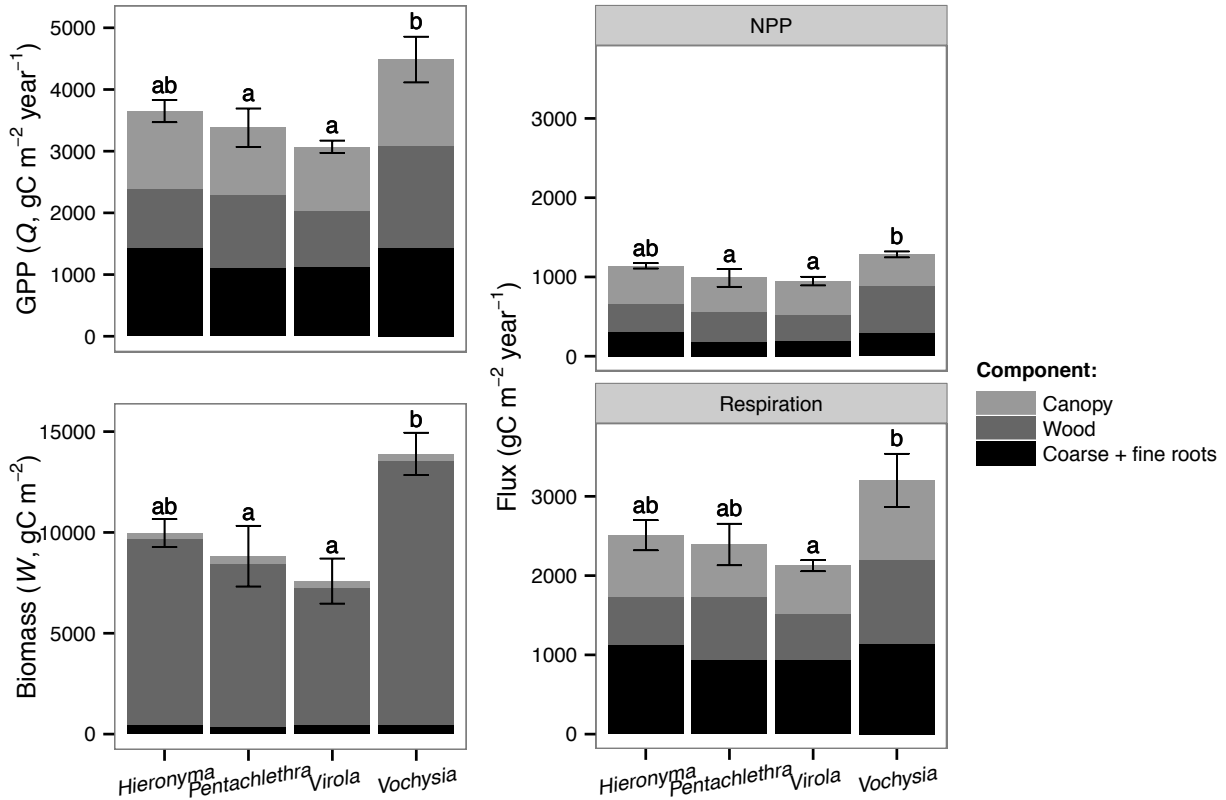 GPP (Q, gC m−2 year−1)
5000
4000
3000
2000
1000
0
ab
a
a
b
Biomass (W, gC m−2)
15000
10000
5000
0
ab
a
a
b
Hieronyma
Pentachlethra
Virola
Vochysia
Flux (gC m−2 year−1)
NPP
3000
2000
1000
0
ab
a
a
b
Respiration
3000
2000
1000
0
ab
ab
a
b
Hieronyma
Pentachlethra
Virola
Vochysia
Component:
Canopy
Wood
Coarse + fine roots